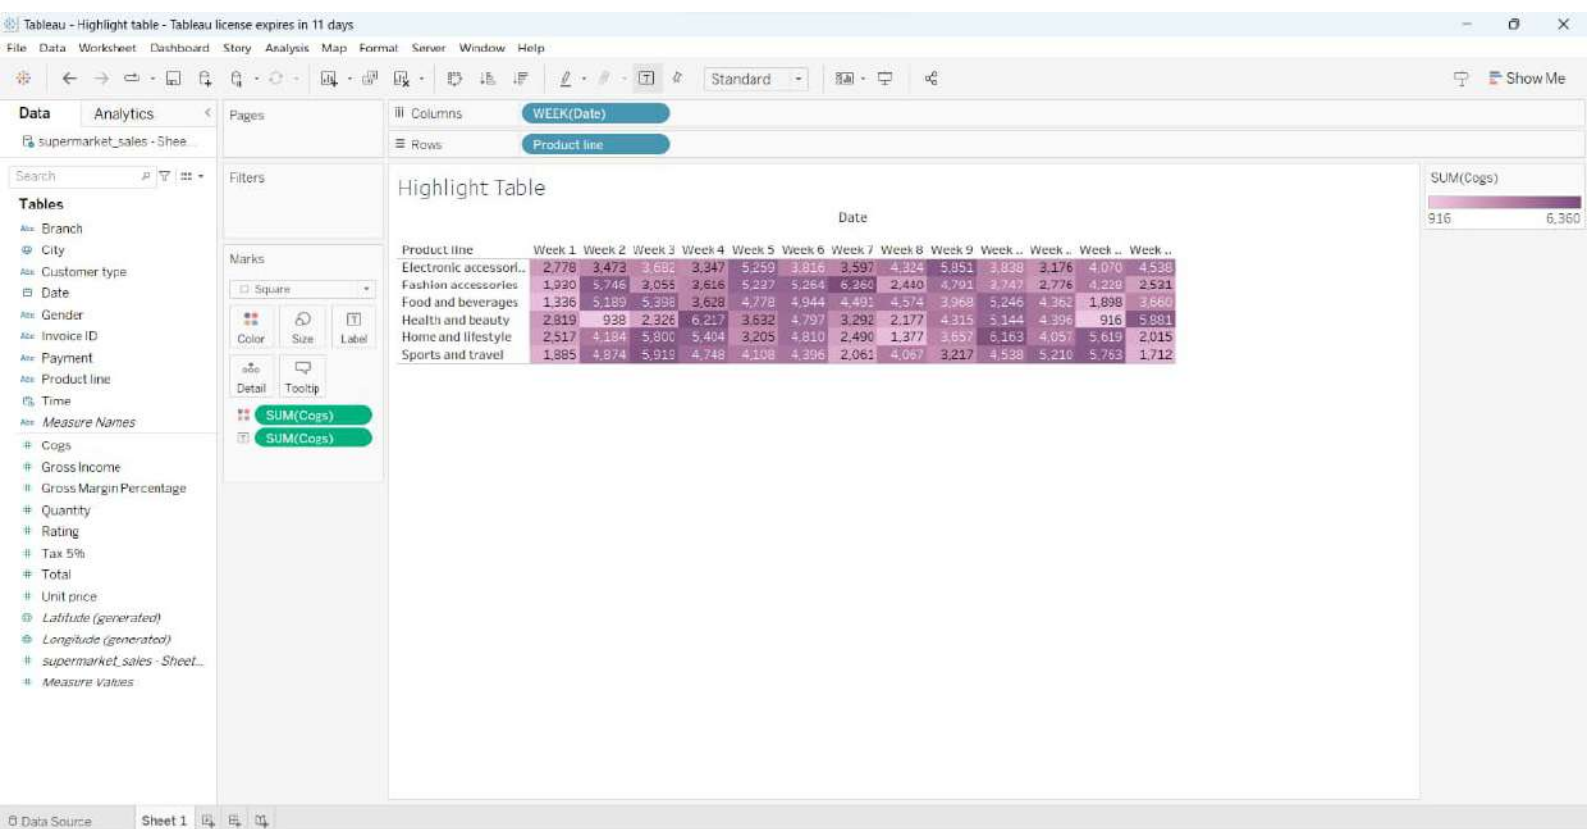 Tableau - Highlight table - Tableau license expires in 11 days
File Data Worksheet Dashboard Story Analysis Map Format Server Window Help
Standard
Show Me
Data Analytics
supermarket_sales - Shee...
Search
Tables
Abc Branch
City
Abc Customer type
Date
Abc Gender
Abc Invoice ID
Abc Payment
Abc Product line
Time
Abc Measure Names
# Cogs
# Gross Income
# Gross Margin Percentage
# Quantity
# Rating
# Tax 5%
# Total
# Unit price
Latitude (generated)
Longitude (generated)
# supermarket_sales - Sheet...
# Measure Values
Pages
Filters
Marks
Square
Color Size Label
Detail Tooltip
SUM(Cogs)
SUM(Cogs)
Columns WEEK(Date)
Rows Product line
Highlight Table
Date
Product line Week 1 Week 2 Week 3 Week 4 Week 5 Week 6 Week 7 Week 8 Week 9 Week .. Week .. Week .. Week ..
Electronic accessori.. 2,778 3,473 3,682 3,347 5,259 3,816 3,597 4,324 5,851 3,838 3,176 4,070 4,538
Fashion accessories 1,930 5,746 3,055 3,616 5,237 5,264 6,360 2,440 4,791 3,747 2,776 4,228 2,531
Food and beverages 1,336 5,189 5,398 3,628 4,778 4,944 4,491 4,574 3,968 5,246 4,362 1,898 3,660
Health and beauty 2,819 938 2,326 6,217 3,632 4,797 3,292 2,177 4,315 5,144 4,396 916 5,881
Home and lifestyle 2,517 4,184 5,800 5,404 3,205 4,810 2,490 1,377 3,657 6,163 4,057 5,619 2,015
Sports and travel 1,885 4,874 5,919 4,748 4,108 4,396 2,061 4,067 3,217 4,538 5,210 5,763 1,712
SUM(Cogs)
916 6,360
Data Source Sheet 1